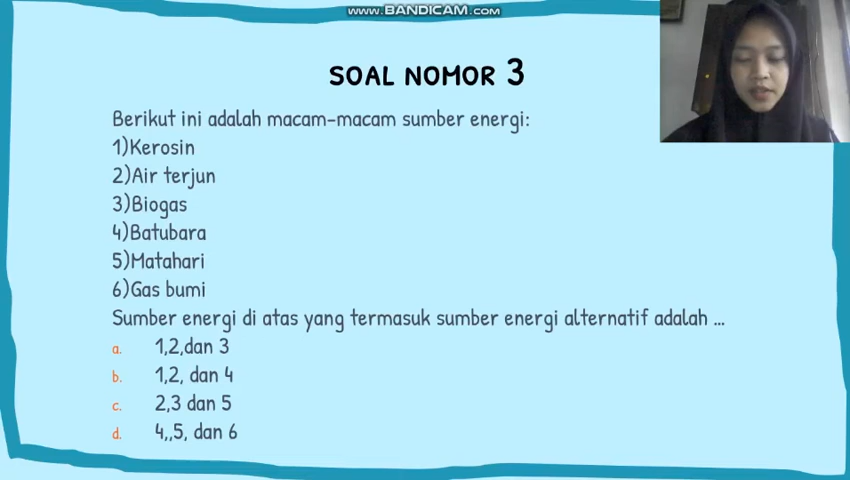 www.BANDICAM.com
SOAL NOMOR 3
Berikut ini adalah macam-macam sumber energi:
1)Kerosin
2)Air terjun
3)Biogas
4)Batubara
5)Matahari
6)Gas bumi
Sumber energi di atas yang termasuk sumber energi alternatif adalah ...
a. 1,2,dan 3
b. 1,2, dan 4
c. 2,3 dan 5
d. 4,,5, dan 6